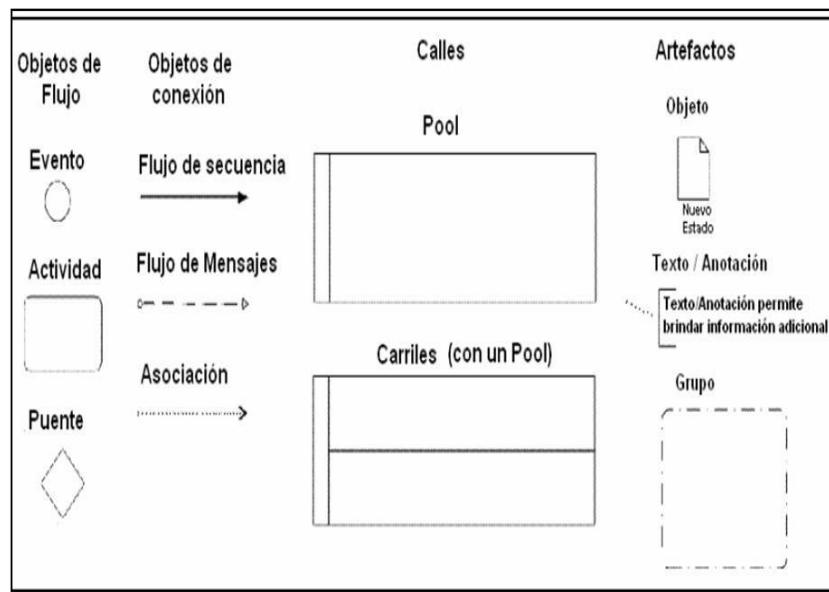 Objetos de
Flujo
Evento
Actividad
Puente
Objetos de
conexión
Flujo de secuencia
Flujo de Mensajes
Asociación
Calles
Pool
Carriles (con un Pool)
Artefactos
Objeto
Nuevo
Estado
Texto / Anotación
Texto/Anotación permite
brindar información adicional
Grupo